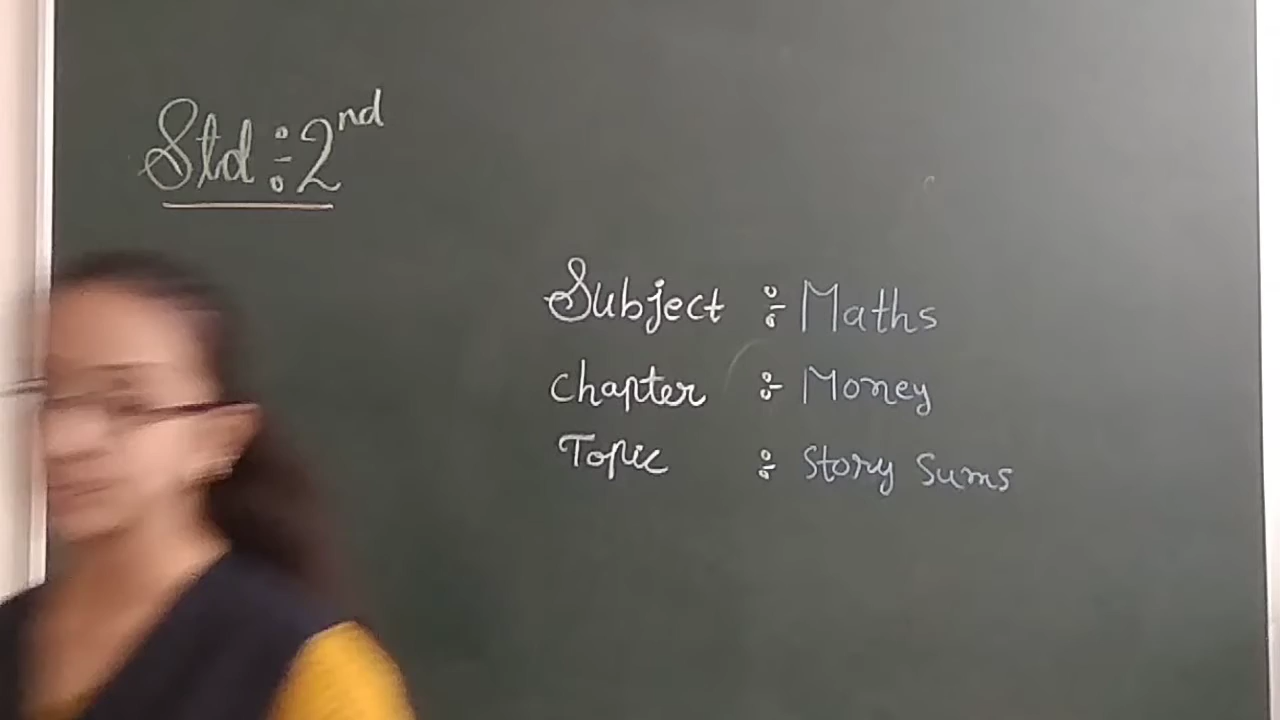 Std :- 2nd
Subject :- Maths
Chapter :- Money
Topic :- Story Sums